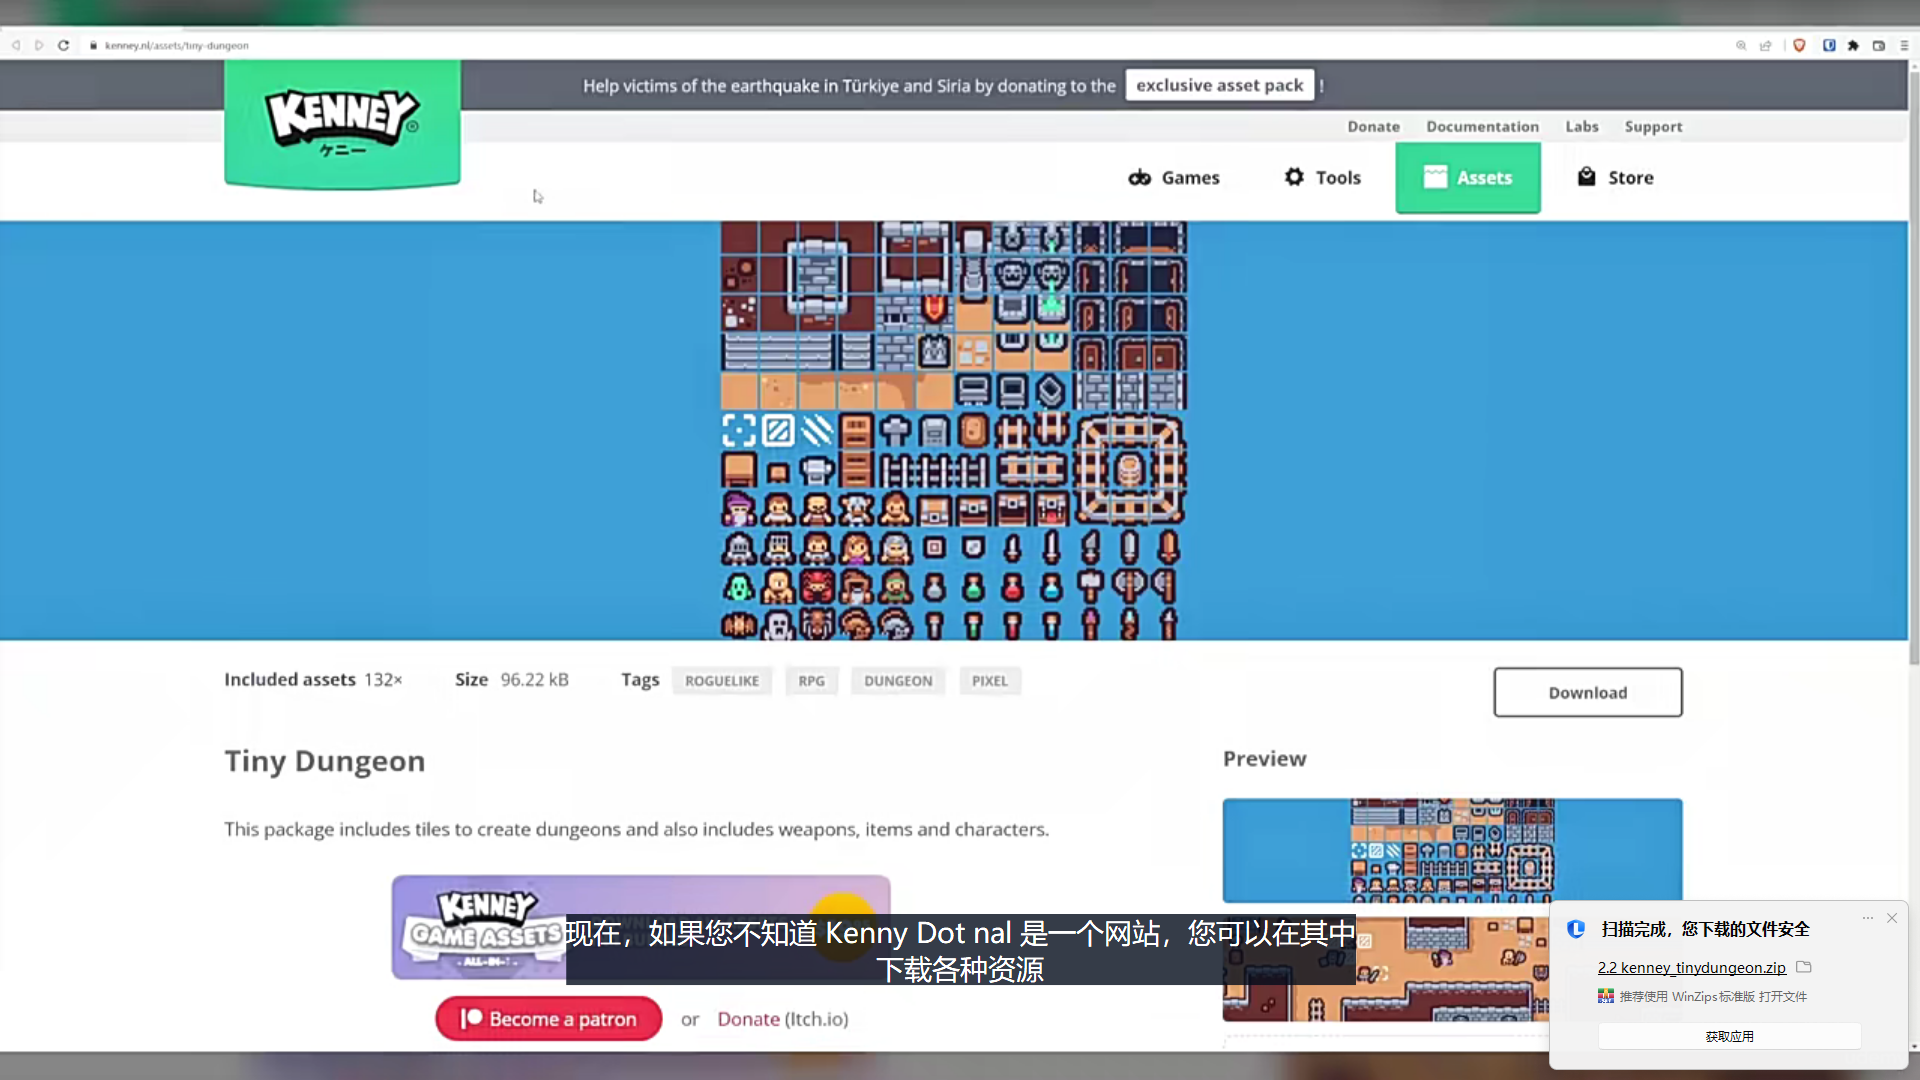 kenney.nl/assets/tiny-dungeon
Help victims of the earthquake in Türkiye and Siria by donating to the exclusive asset pack !
KENNEY
ケニー
Donate Documentation Labs Support
Games Tools Assets Store
Included assets 132× Size 96.22 kB Tags ROGUELIKE RPG DUNGEON PIXEL
Download
Tiny Dungeon
Preview
This package includes tiles to create dungeons and also includes weapons, items and characters.
KENNEY
GAME ASSETS
现在，如果您不知道 Kenny Dot nal 是一个网站，您可以在其中
下载各种资源
Become a patron or Donate (Itch.io)
扫描完成，您下载的文件安全
2.2 kenney_tinydungeon.zip
推荐使用 WinZips标准版 打开文件
获取应用